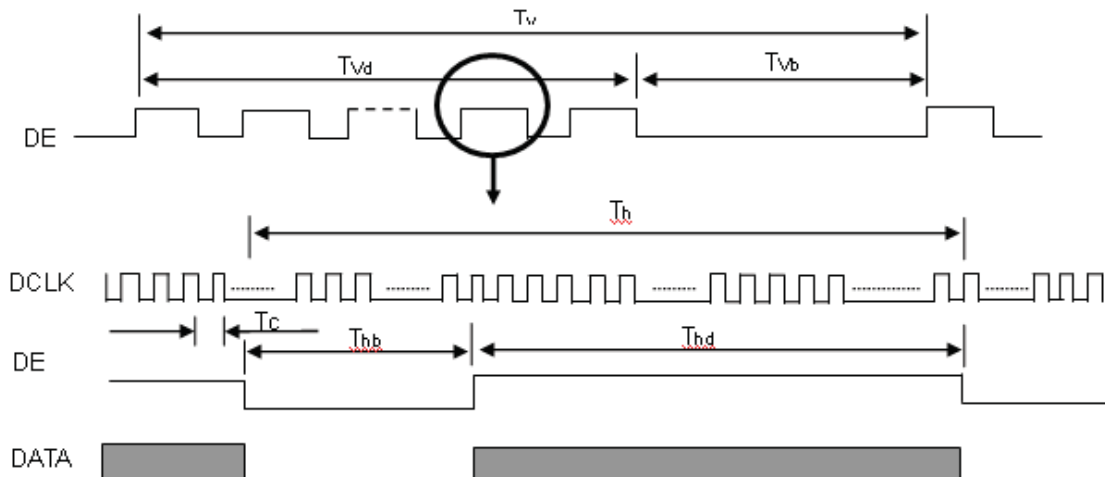 Tv
Tvd
Tvb
DE
Th
DCLK
Tc
Thb
Thd
DE
DATA